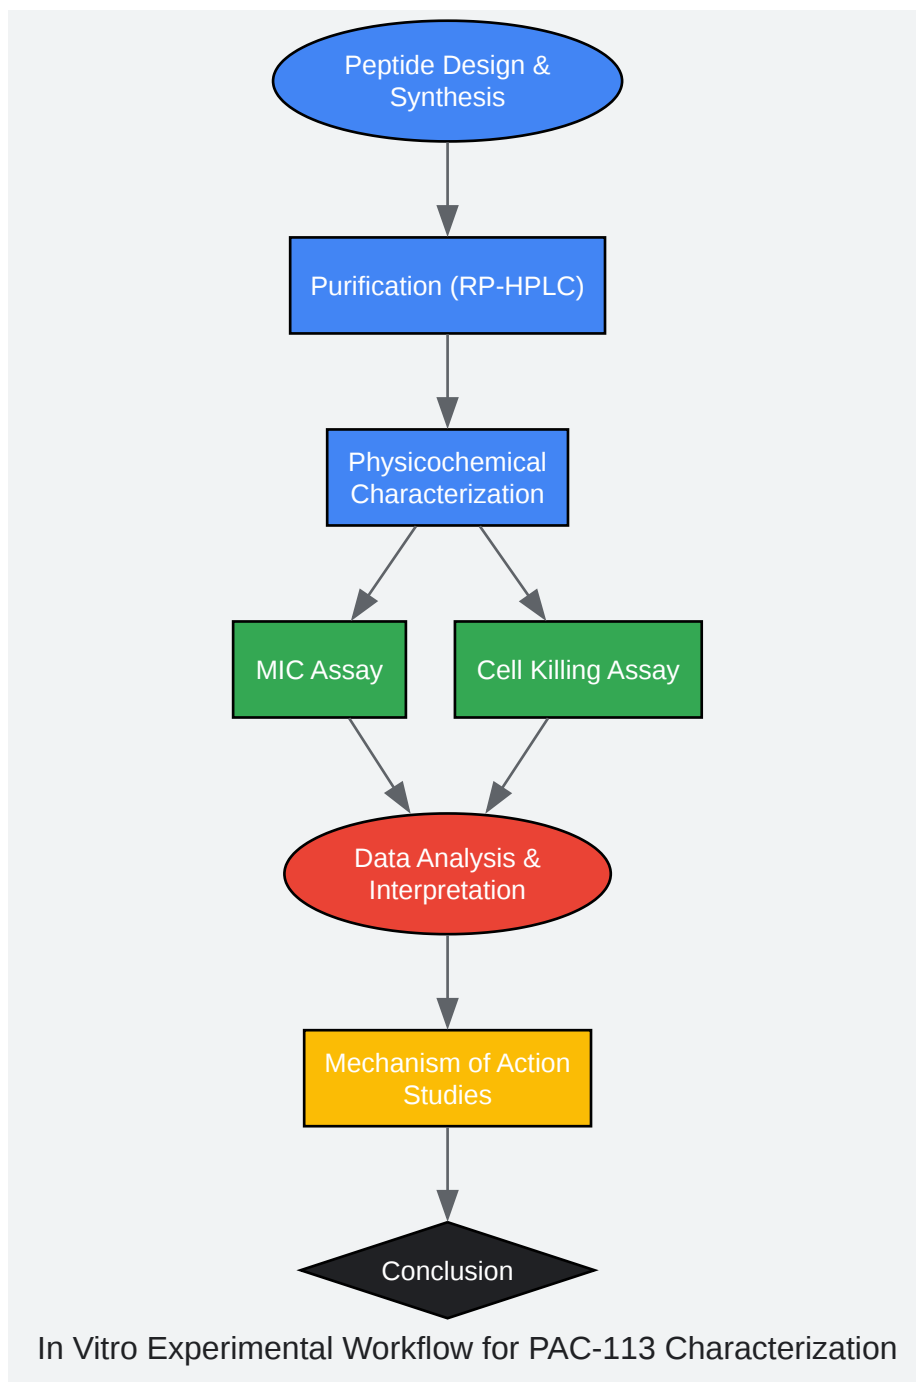 Peptide Design &
Synthesis
Purification (RP-HPLC)
Physicochemical
Characterization
MIC Assay
Cell Killing Assay
Data Analysis &
Interpretation
Mechanism of Action
Studies
Conclusion
In Vitro Experimental Workflow for PAC-113 Characterization